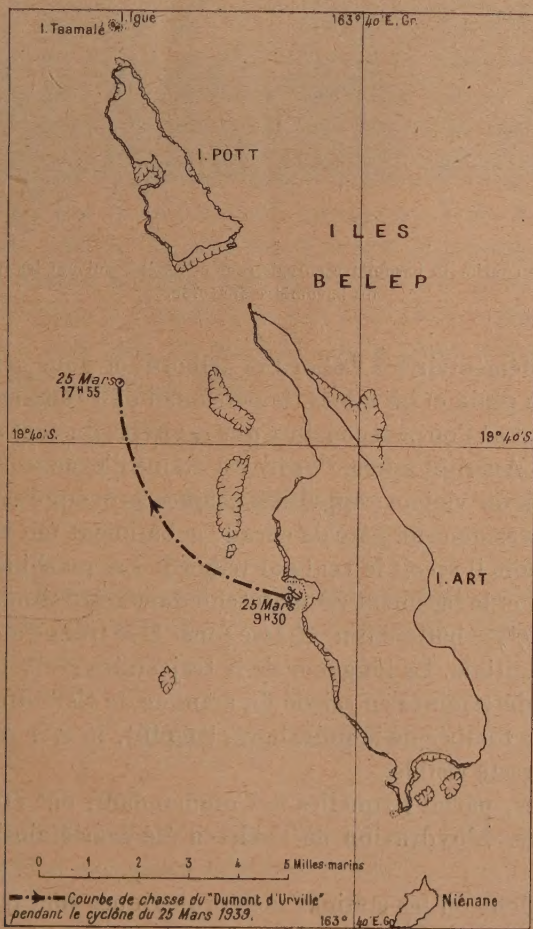 I. Igue
I. Taamalé
163° 40' E. Gr.
I. POTT
ILES
BELEP
25 Mars
17H55
19°40'S.
19°40'S.
I. ART
25 Mars
9H30
0 1 2 3 4 5 Milles marins
Courbe de chasse du "Dumont d'Urville"
pendant le cyclône du 25 Mars 1939.
Niénane
163° 40' E. Gr.